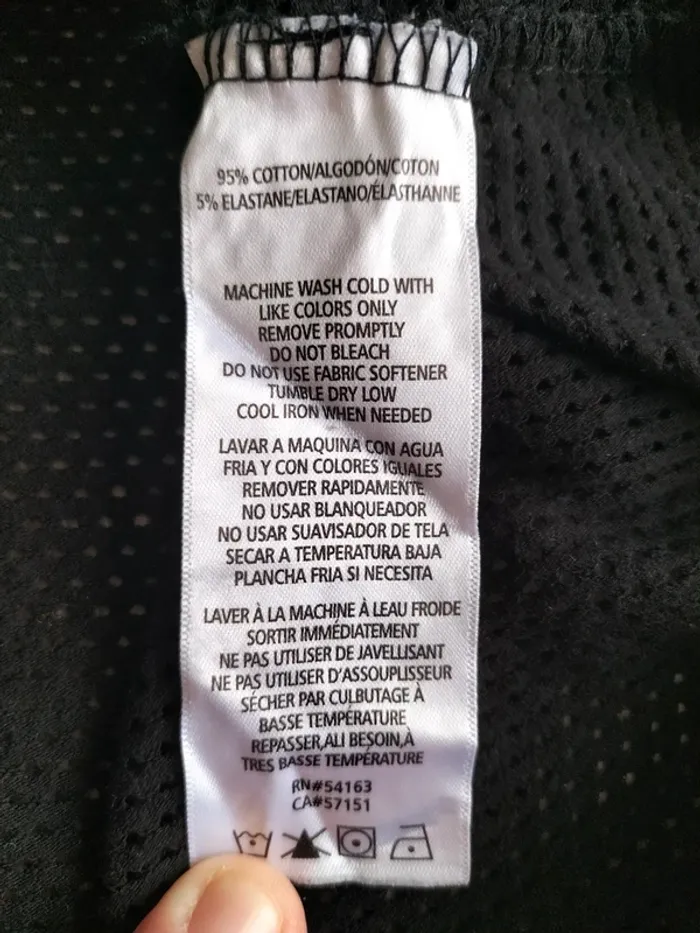 95% COTTON/ALGODÓN/COTON
5% ELASTANE/ELASTANO/ÉLASTHANNE
MACHINE WASH COLD WITH
LIKE COLORS ONLY
REMOVE PROMPTLY
DO NOT BLEACH
DO NOT USE FABRIC SOFTENER
TUMBLE DRY LOW
COOL IRON WHEN NEEDED
LAVAR A MAQUINA CON AGUA
FRIA Y CON COLORES IGUALES
REMOVER RAPIDAMENTE
NO USAR BLANQUEADOR
NO USAR SUAVISADOR DE TELA
SECAR A TEMPERATURA BAJA
PLANCHA FRIA SI NECESITA
LAVER À LA MACHINE À LEAU FROIDE
SORTIR IMMÉDIATEMENT
NE PAS UTILISER DE JAVELLISANT
NE PAS UTILISER D'ASSOUPLISSEUR
SÉCHER PAR CULBUTAGE À
BASSE TEMPÉRATURE
REPASSER,ALI BESOIN,À
TRES BASSE TEMPÉRATURE
RN#54163
CA#57151